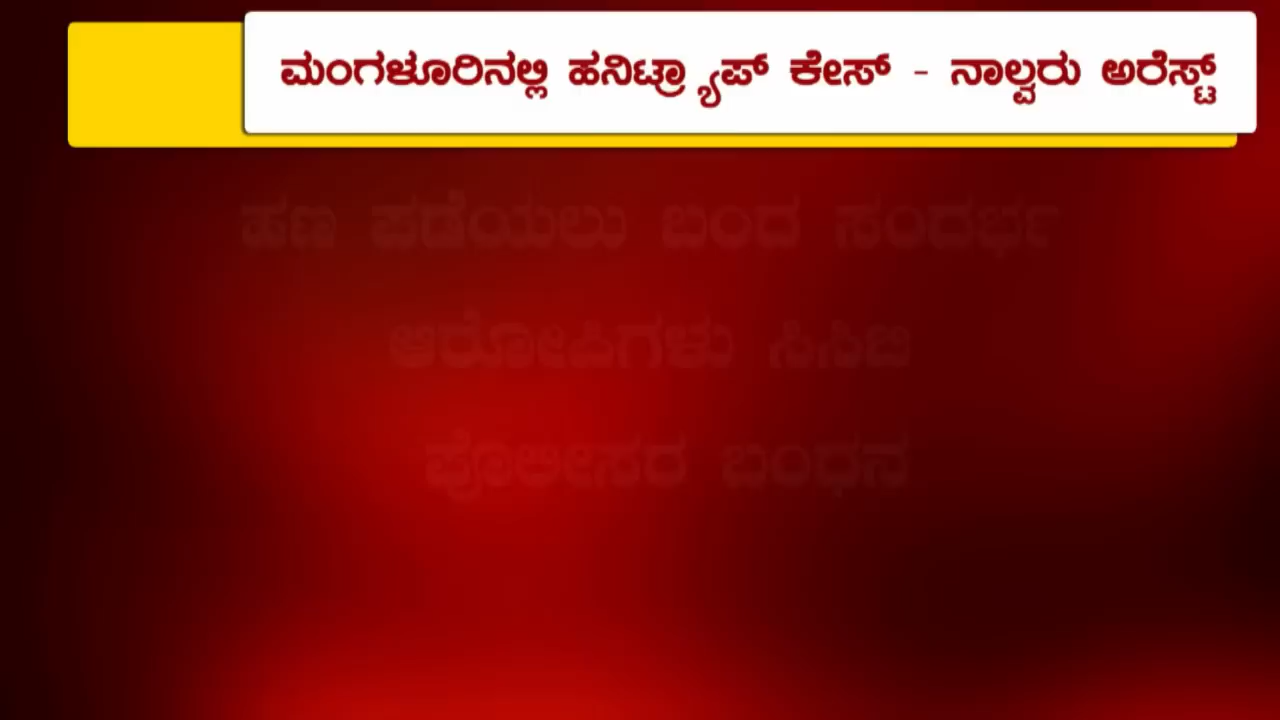 ಮಂಗಳೂರಿನಲ್ಲಿ ಹನಿಟ್ರ್ಯಾಪ್ ಕೇಸ್ - ನಾಲ್ವರು ಅರೆಸ್ಟ್
ಹಣ ಪಡೆಯಲು ಬಂದ ಸಂದರ್ಭ
ಆರೋಪಿಗಳು ಸಿಸಿಬಿ
ಪೊಲೀಸರ ಬಂಧನ